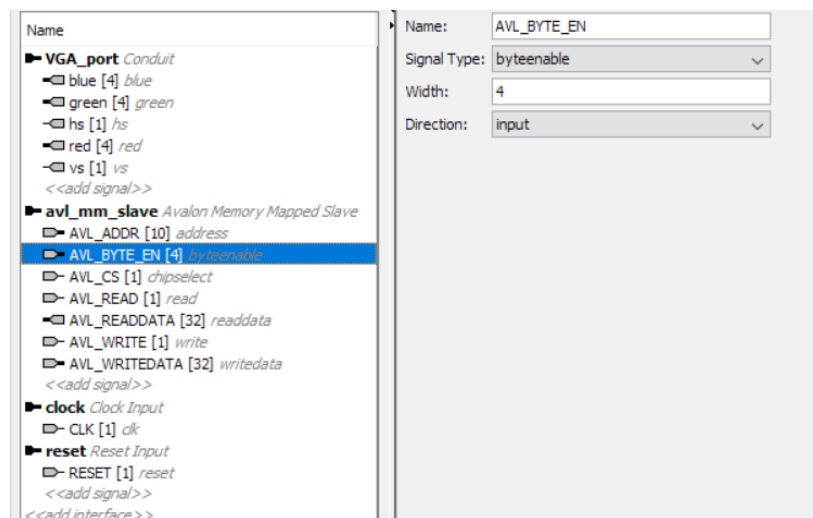 Name
VGA_port Conduit
blue [4] blue
green [4] green
hs [1] hs
red [4] red
vs [1] vs
<<add signal>>
avl_mm_slave Avalon Memory Mapped Slave
AVL_ADDR [10] address
AVL_BYTE_EN [4] byteenable
AVL_CS [1] chipselect
AVL_READ [1] read
AVL_READDATA [32] readdata
AVL_WRITE [1] write
AVL_WRITEDATA [32] writedata
<<add signal>>
clock Clock Input
CLK [1] clk
reset Reset Input
RESET [1] reset
<<add signal>>
<<add interface>>
Name: AVL_BYTE_EN
Signal Type: byteenable
Width: 4
Direction: input